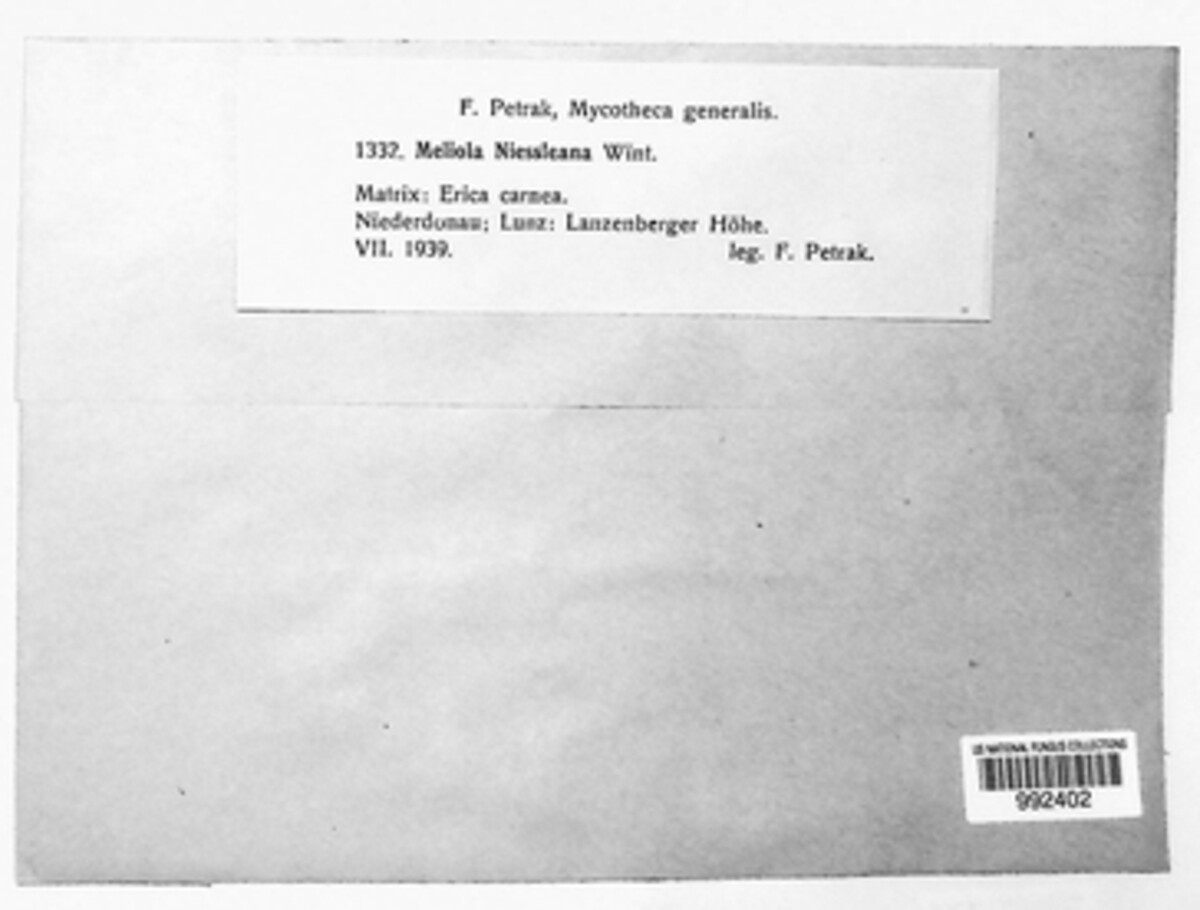 F. Petrak, Mycotheca generalis.
1332. Meliola Niessleana Wint.
Matrix: Erica carnea.
Niederdonau; Lunz: Lanzenberger Höhe.
VII. 1939. leg. F. Petrak.
US NATIONAL FUNGUS COLLECTIONS
992402